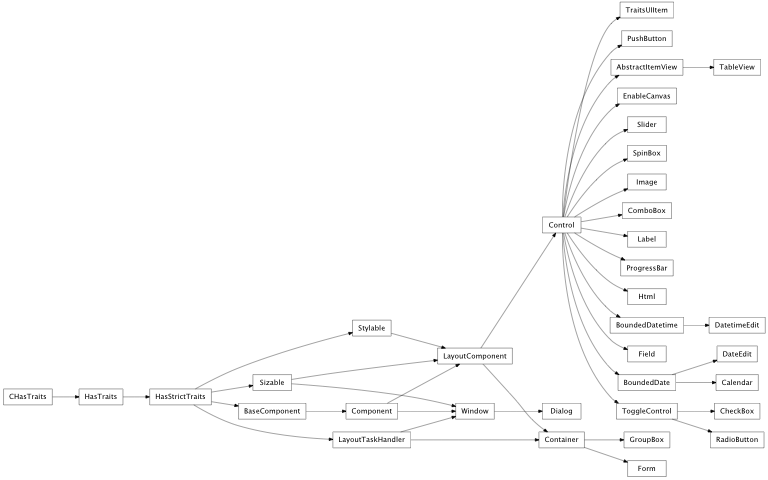 TraitsUIItem
PushButton
AbstractItemView
TableView
EnableCanvas
Slider
SpinBox
Image
ComboBox
Control
Label
ProgressBar
Html
BoundedDatetime
DatetimeEdit
Stylable
LayoutComponent
Field
DateEdit
Sizable
BoundedDate
Calendar
CHasTraits
HasTraits
HasStrictTraits
BaseComponent
Component
Window
Dialog
ToggleControl
CheckBox
LayoutTaskHandler
Container
GroupBox
RadioButton
Form